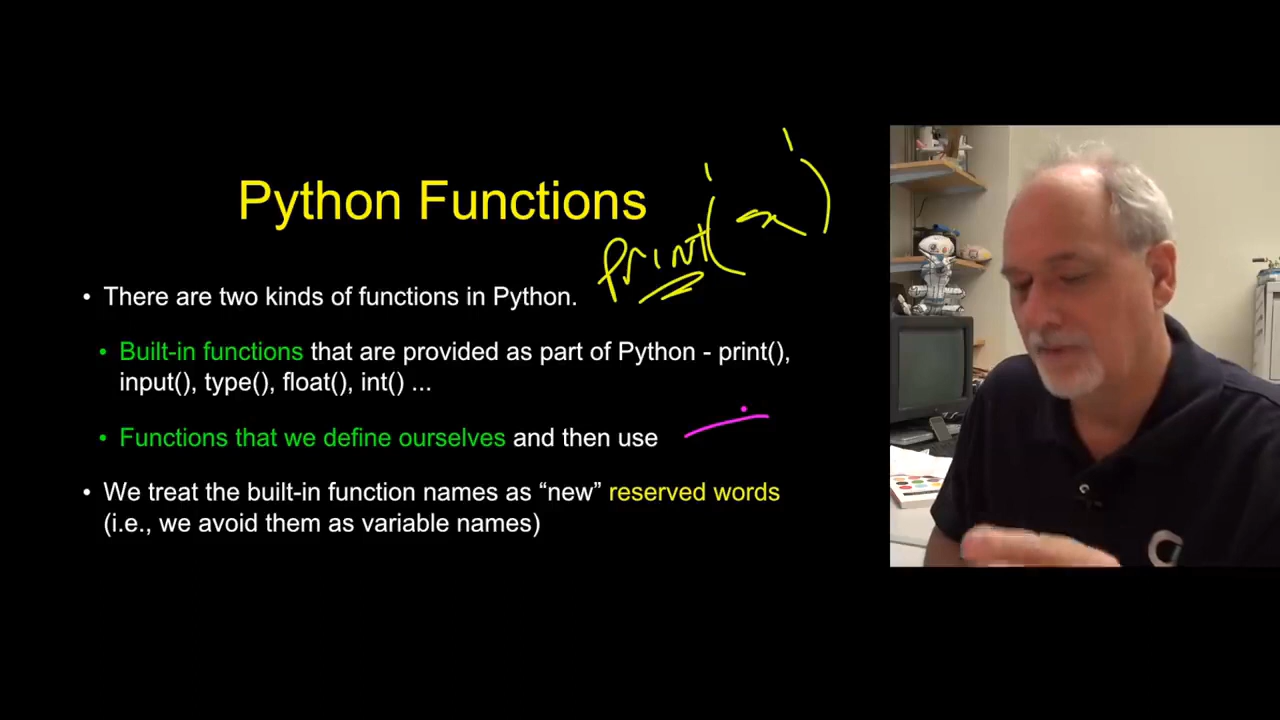 Python Functions
print( )
• There are two kinds of functions in Python.
• Built-in functions that are provided as part of Python - print(),
input(), type(), float(), int() ...
• Functions that we define ourselves and then use
• We treat the built-in function names as “new” reserved words
(i.e., we avoid them as variable names)